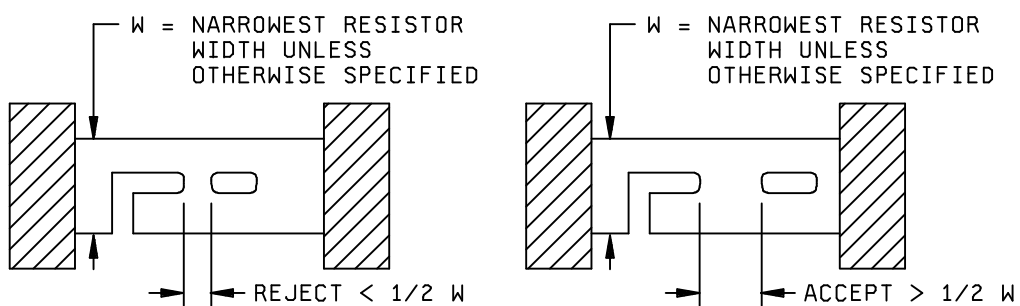 W = NARROWEST RESISTOR
WIDTH UNLESS
OTHERWISE SPECIFIED
REJECT < 1/2 W
W = NARROWEST RESISTOR
WIDTH UNLESS
OTHERWISE SPECIFIED
ACCEPT > 1/2 W